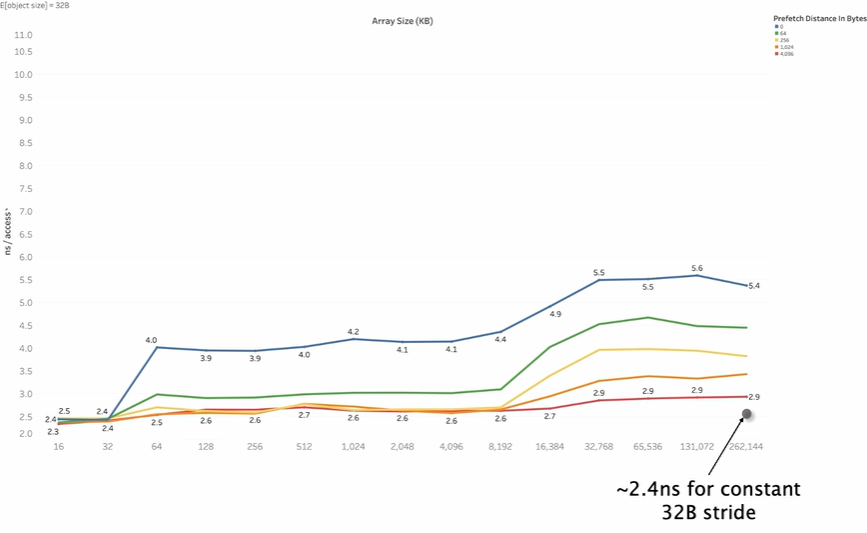 E[object size] = 32B
Array Size (KB)
Prefetch Distance In Bytes
0
64
256
1,024
4,096
11.0
10.5
10.0
9.5
9.0
8.5
8.0
7.5
7.0
6.5
6.0
5.5
5.0
4.5
4.0
3.5
3.0
2.5
2.0
ns / access*
5.5 5.6
5.5 5.4
4.9
4.0 3.9 3.9 4.0 4.2 4.1 4.1 4.4
2.9 2.9 2.9 2.9
2.5 2.4
2.4
2.3 2.4 2.5 2.6 2.6 2.7 2.6 2.6 2.6 2.6 2.7
16 32 64 128 256 512 1,024 2,048 4,096 8,192 16,384 32,768 65,536 131,072 262,144
~2.4ns for constant
32B stride